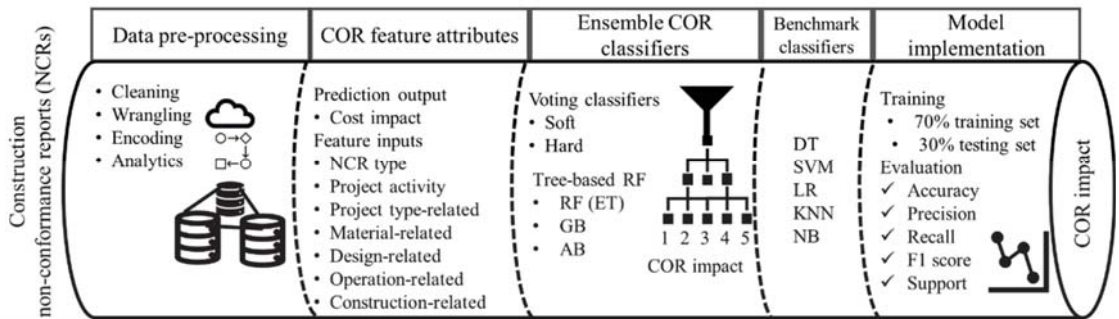 Construction
non-conformance reports (NCRs)
Data pre-processing
• Cleaning
• Wrangling
• Encoding
• Analytics
COR feature attributes
Prediction output
• Cost impact
Feature inputs
• NCR type
• Project activity
• Project type-related
• Material-related
• Design-related
• Operation-related
• Construction-related
Ensemble COR
classifiers
Voting classifiers
• Soft
• Hard
Tree-based RF
• RF (ET)
• GB
• AB
1 2 3 4 5
COR impact
Benchmark
classifiers
DT
SVM
LR
KNN
NB
Model
implementation
Training
• 70% training set
• 30% testing set
Evaluation
✓ Accuracy
✓ Precision
✓ Recall
✓ F1 score
✓ Support
COR impact